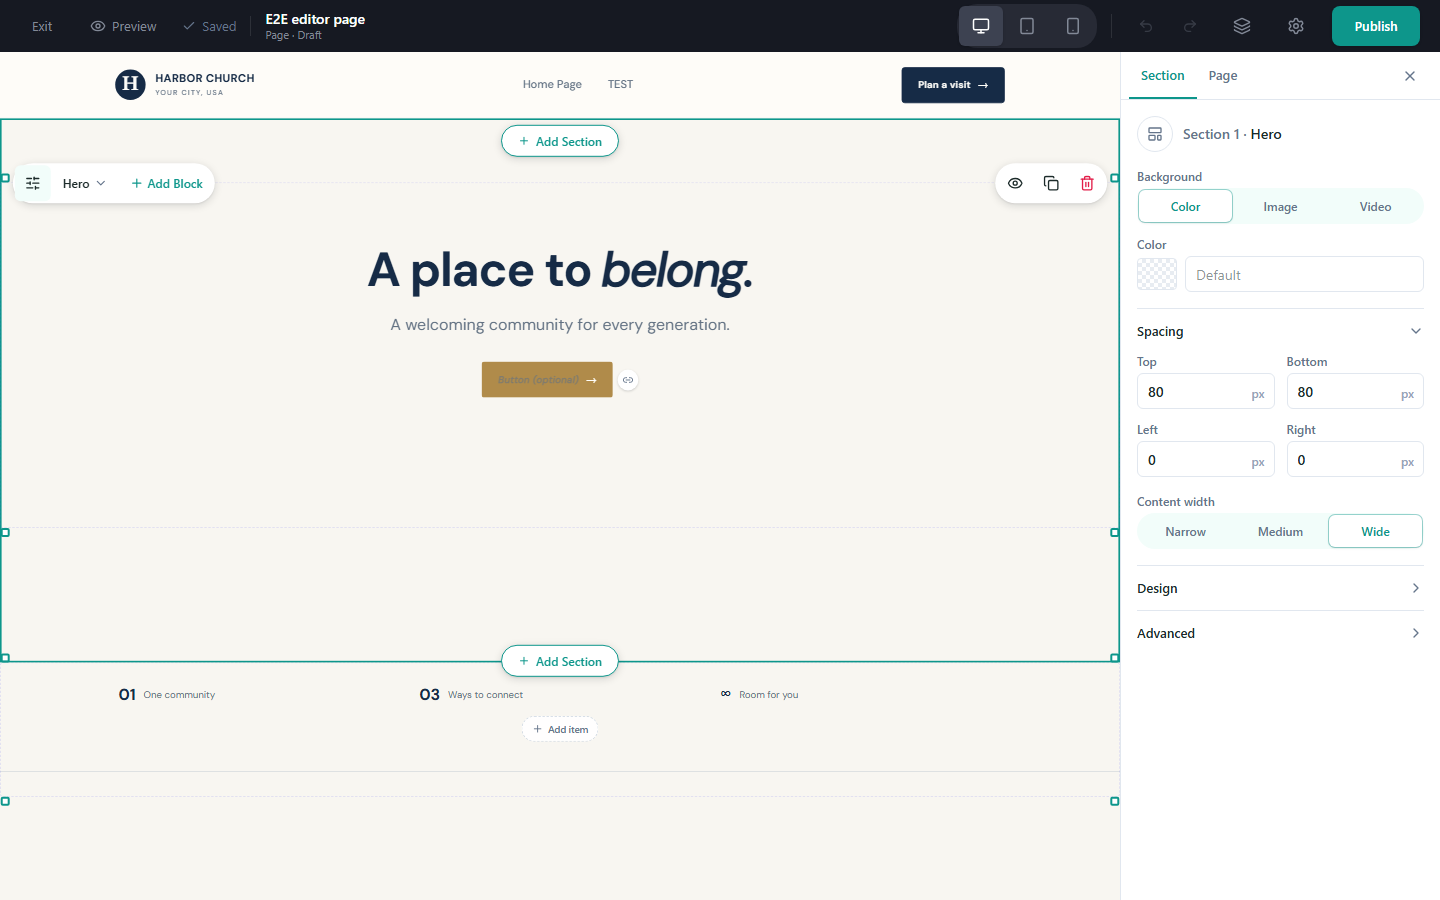 Exit
Preview
Saved
E2E editor page
Page · Draft
Publish
H
HARBOR CHURCH
YOUR CITY, USA
Home Page
TEST
Plan a visit →
+ Add Section
Hero
+ Add Block
A place to belong.
A welcoming community for every generation.
Button (optional) →
+ Add Section
01 One community
03 Ways to connect
∞ Room for you
+ Add item
Section
Page
Section 1 · Hero
Background
Color
Image
Video
Color
Default
Spacing
Top
Bottom
80 px
80 px
Left
Right
0 px
0 px
Content width
Narrow
Medium
Wide
Design
Advanced